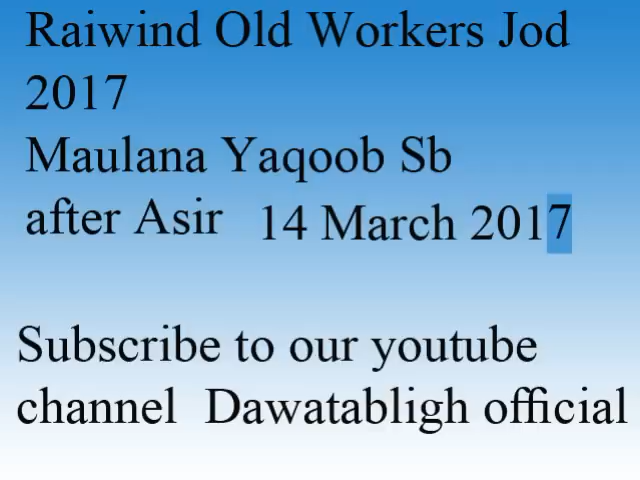 Raiwind Old Workers Jod
2017
Maulana Yaqoob Sb
after Asir 14 March 2017
Subscribe to our youtube
channel Dawatabligh official